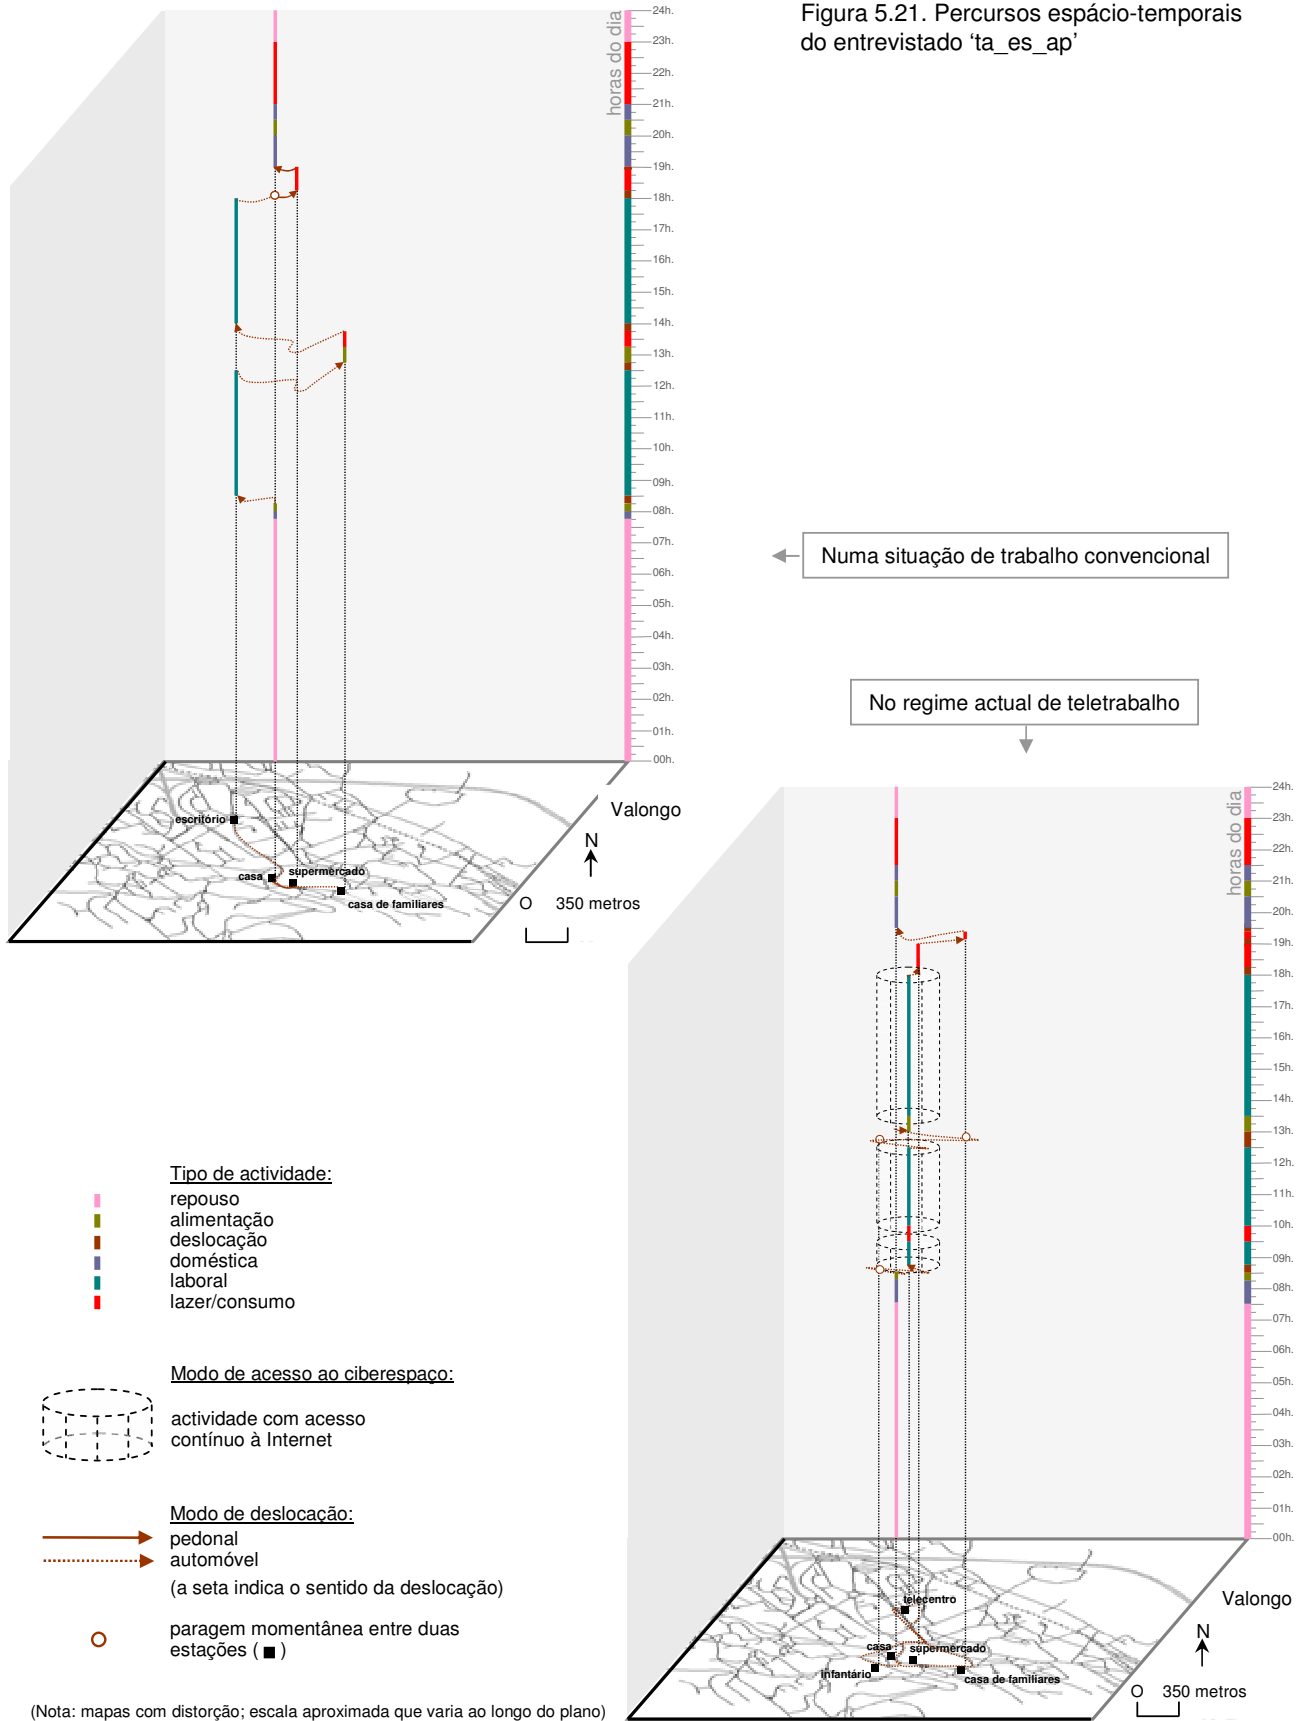 Figura 5.21. Percursos espácio-temporais
do entrevistado ‘ta_es_ap’
horas do dia
24h.
23h.
22h.
21h.
20h.
19h.
18h.
17h.
16h.
15h.
14h.
13h.
12h.
11h.
10h.
09h.
08h.
07h.
06h.
05h.
04h.
03h.
02h.
01h.
00h.
Numa situação de trabalho convencional
No regime actual de teletrabalho
escritório
casa
supermercado
casa de familiares
Valongo
N
O 350 metros
horas do dia
24h.
23h.
22h.
21h.
20h.
19h.
18h.
17h.
16h.
15h.
14h.
13h.
12h.
11h.
10h.
09h.
08h.
07h.
06h.
05h.
04h.
03h.
02h.
01h.
00h.
telecentro
casa
supermercado
infantário
casa de familiares
Valongo
N
O 350 metros
Tipo de actividade:
repouso
alimentação
deslocação
doméstica
laboral
lazer/consumo
Modo de acesso ao ciberespaço:
actividade com acesso
contínuo à Internet
Modo de deslocação:
pedonal
automóvel
(a seta indica o sentido da deslocação)
paragem momentânea entre duas
estações ( ■ )
(Nota: mapas com distorção; escala aproximada que varia ao longo do plano)